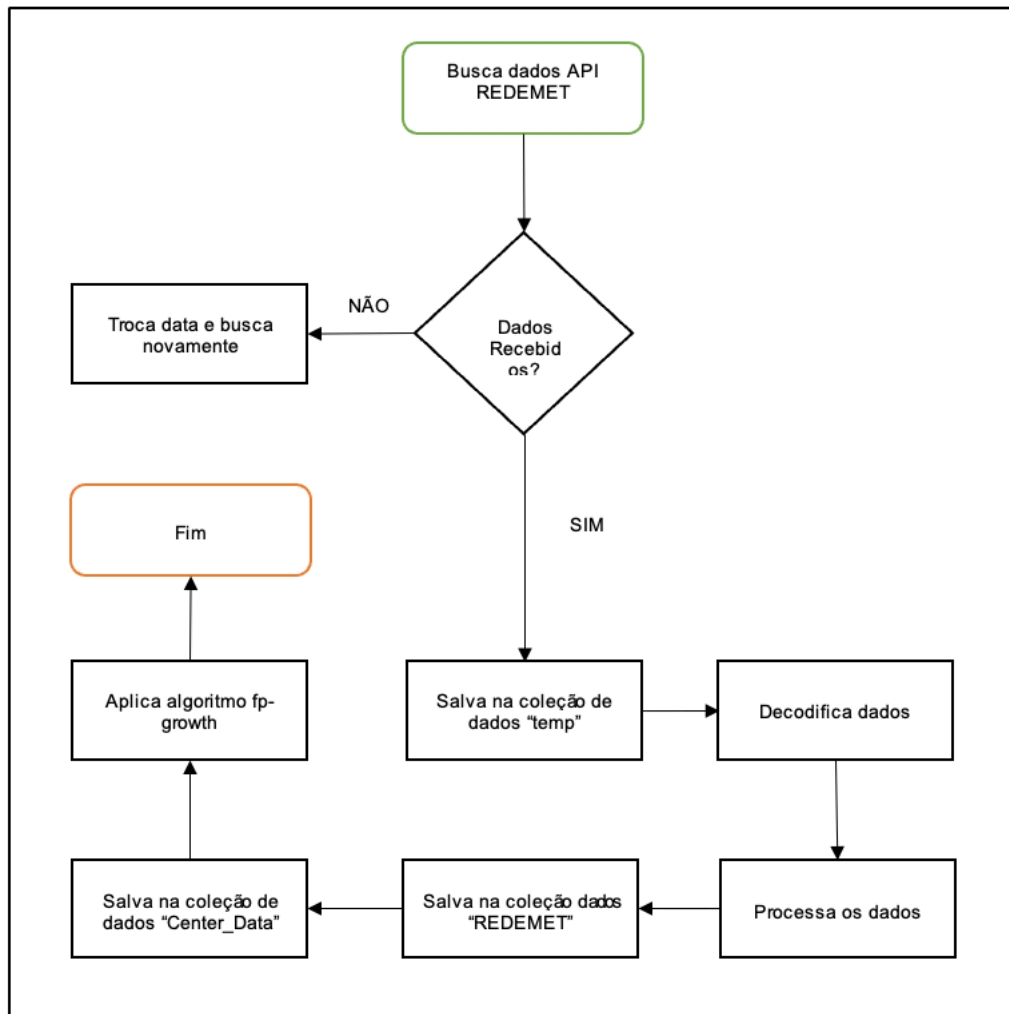 Busca dados API
REDEMET
NÃO
Troca data e busca
novamente
Dados
Recebid
os?
SIM
Fim
Aplica algoritmo fp-
growth
Salva na coleção de
dados “temp”
Decodifica dados
Salva na coleção de
dados “Center_Data”
Salva na coleção dados
“REDEMET”
Processa os dados